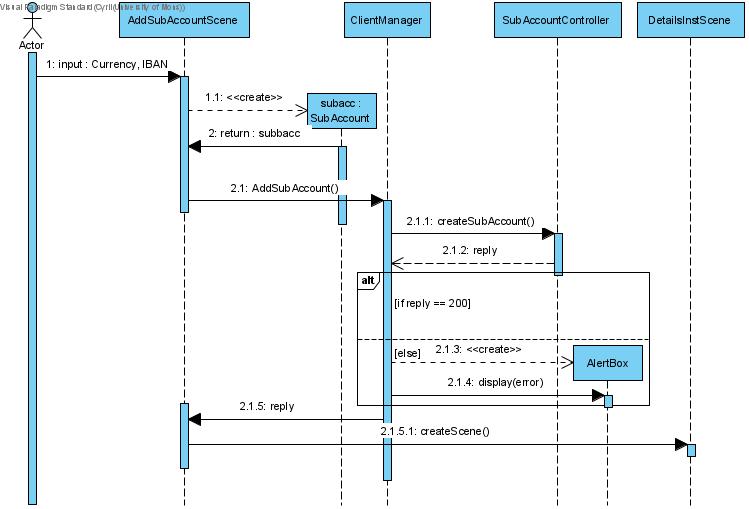 Visual Paradigm Standard(Cyril(University of Mons))
Actor
AddSubAccountScene
ClientManager
SubAccountController
DetailsInstScene
1: input : Currency, IBAN
1.1: <<create>>
subacc :
SubAccount
2: return : subbacc
2.1: AddSubAccount()
2.1.1: createSubAccount()
2.1.2: reply
alt
[if reply == 200]
[else]
2.1.3: <<create>>
AlertBox
2.1.4: display(error)
2.1.5: reply
2.1.5.1: createScene()